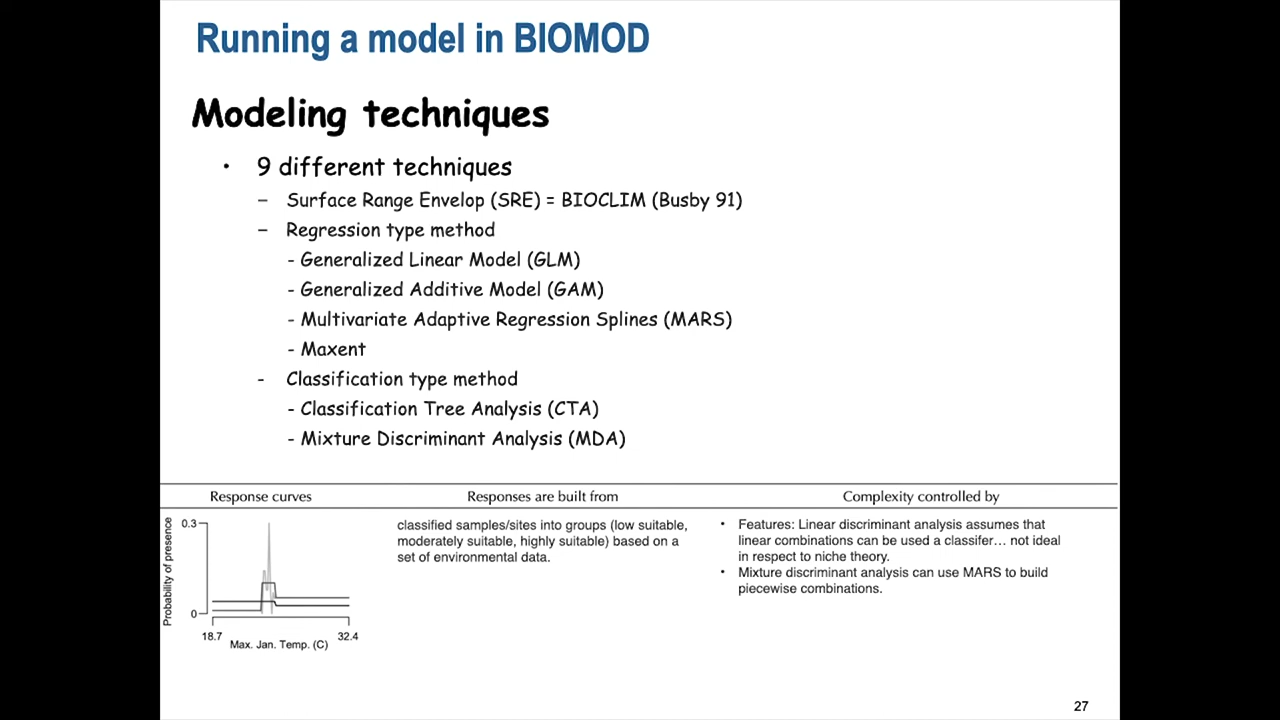 Running a model in BIOMOD
Modeling techniques
• 9 different techniques
– Surface Range Envelop (SRE) = BIOCLIM (Busby 91)
– Regression type method
- Generalized Linear Model (GLM)
- Generalized Additive Model (GAM)
- Multivariate Adaptive Regression Splines (MARS)
- Maxent
- Classification type method
- Classification Tree Analysis (CTA)
- Mixture Discriminant Analysis (MDA)
Response curves
Responses are built from
Complexity controlled by
Probability of presence
0.3
0
18.7
32.4
Max. Jan. Temp. (C)
classified samples/sites into groups (low suitable,
moderately suitable, highly suitable) based on a
set of environmental data.
• Features: Linear discriminant analysis assumes that
linear combinations can be used a classifer... not ideal
in respect to niche theory.
• Mixture discriminant analysis can use MARS to build
piecewise combinations.
27